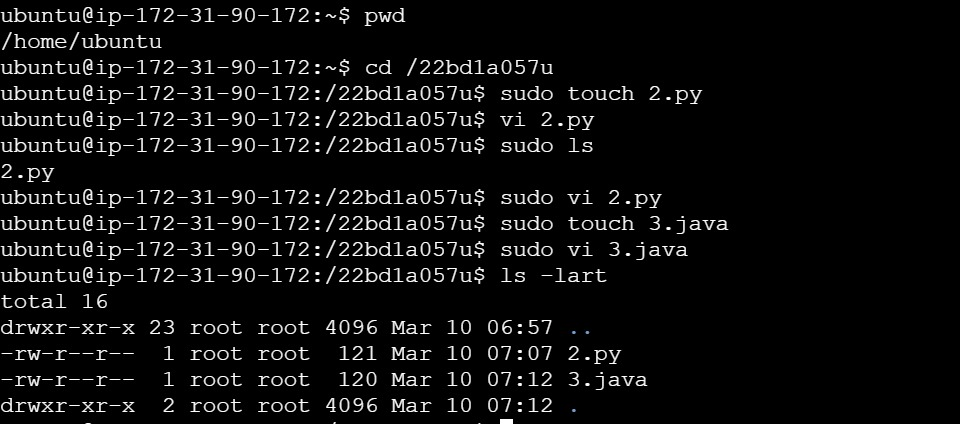 ubuntu@ip-172-31-90-172:~$ pwd
/home/ubuntu
ubuntu@ip-172-31-90-172:~$ cd /22bd1a057u
ubuntu@ip-172-31-90-172:/22bd1a057u$ sudo touch 2.py
ubuntu@ip-172-31-90-172:/22bd1a057u$ vi 2.py
ubuntu@ip-172-31-90-172:/22bd1a057u$ sudo ls
2.py
ubuntu@ip-172-31-90-172:/22bd1a057u$ sudo vi 2.py
ubuntu@ip-172-31-90-172:/22bd1a057u$ sudo touch 3.java
ubuntu@ip-172-31-90-172:/22bd1a057u$ sudo vi 3.java
ubuntu@ip-172-31-90-172:/22bd1a057u$ ls -lart
total 16
drwxr-xr-x 23 root root 4096 Mar 10 06:57 ..
-rw-r--r--  1 root root  121 Mar 10 07:07 2.py
-rw-r--r--  1 root root  120 Mar 10 07:12 3.java
drwxr-xr-x  2 root root 4096 Mar 10 07:12 .